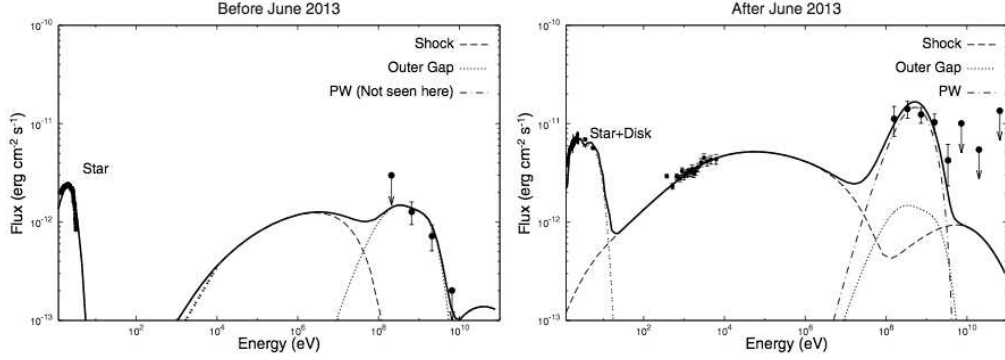 Before June 2013
10⁻¹⁰
Shock
Outer Gap
PW (Not seen here)
10⁻¹¹
Star
10⁻¹²
10⁻¹³
Flux (erg cm⁻² s⁻¹)
10² 10⁴ 10⁶ 10⁸ 10¹⁰
Energy (eV)
After June 2013
10⁻¹⁰
Shock
Outer Gap
PW
10⁻¹¹
Star+Disk
10⁻¹²
10⁻¹³
Flux (erg cm⁻² s⁻¹)
10² 10⁴ 10⁶ 10⁸ 10¹⁰
Energy (eV)